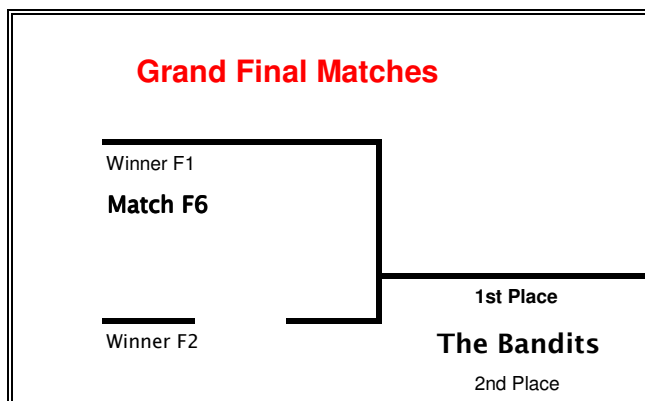 Grand Final Matches
Winner F1
Match F6
1st Place
Winner F2
The Bandits
2nd Place